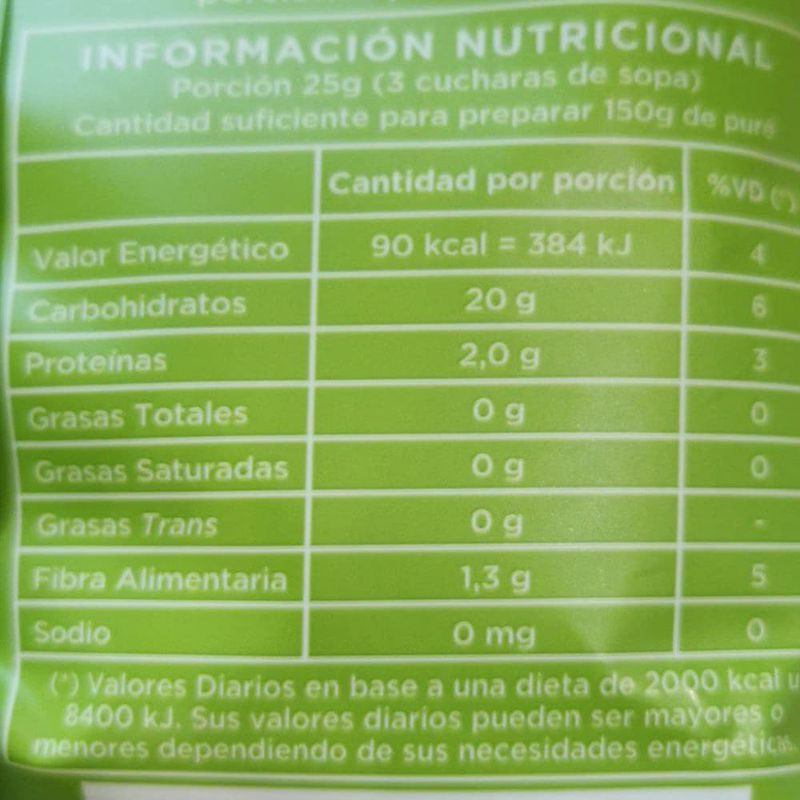 INFORMACIÓN NUTRICIONAL
Porción 25g (3 cucharas de sopa)
Cantidad suficiente para preparar 150g de puré
Cantidad por porción %VD (*)
Valor Energético 90 kcal = 384 kJ 4
Carbohidratos 20 g 6
Proteínas 2,0 g 3
Grasas Totales 0 g 0
Grasas Saturadas 0 g 0
Grasas Trans 0 g -
Fibra Alimentaria 1,3 g 5
Sodio 0 mg 0
(*) Valores Diarios en base a una dieta de 2000 kcal u
8400 kJ. Sus valores diarios pueden ser mayores o
menores dependiendo de sus necesidades energéticas.